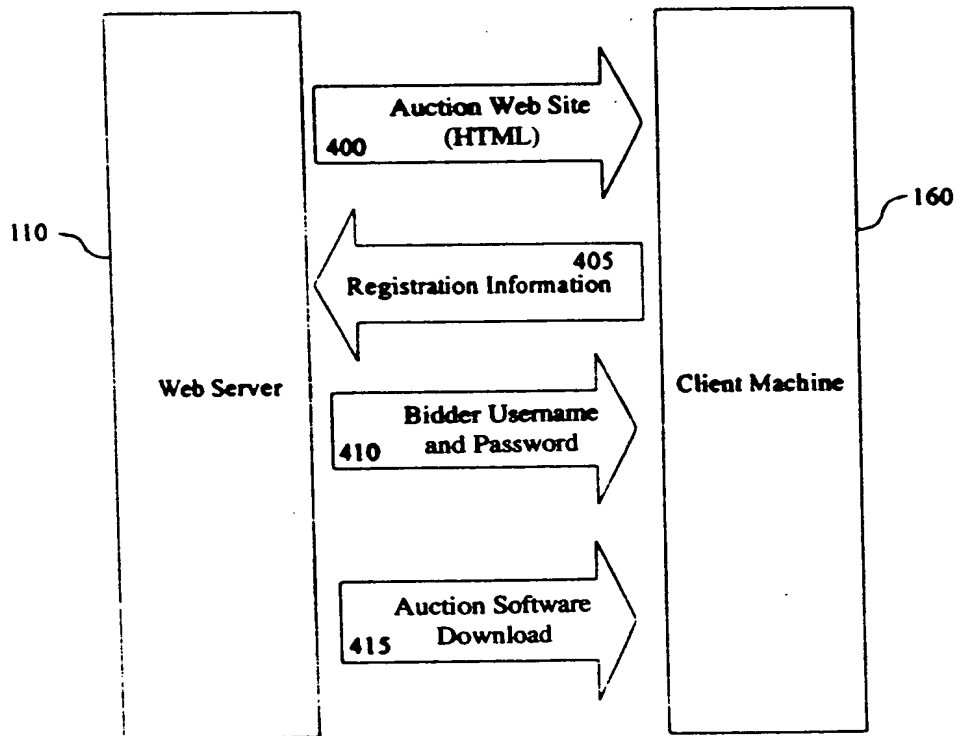 Auction Web Site
(HTML)
400
160
110
405
Registration Information
Web Server
Client Machine
Bidder Username
and Password
410
Auction Software
Download
415